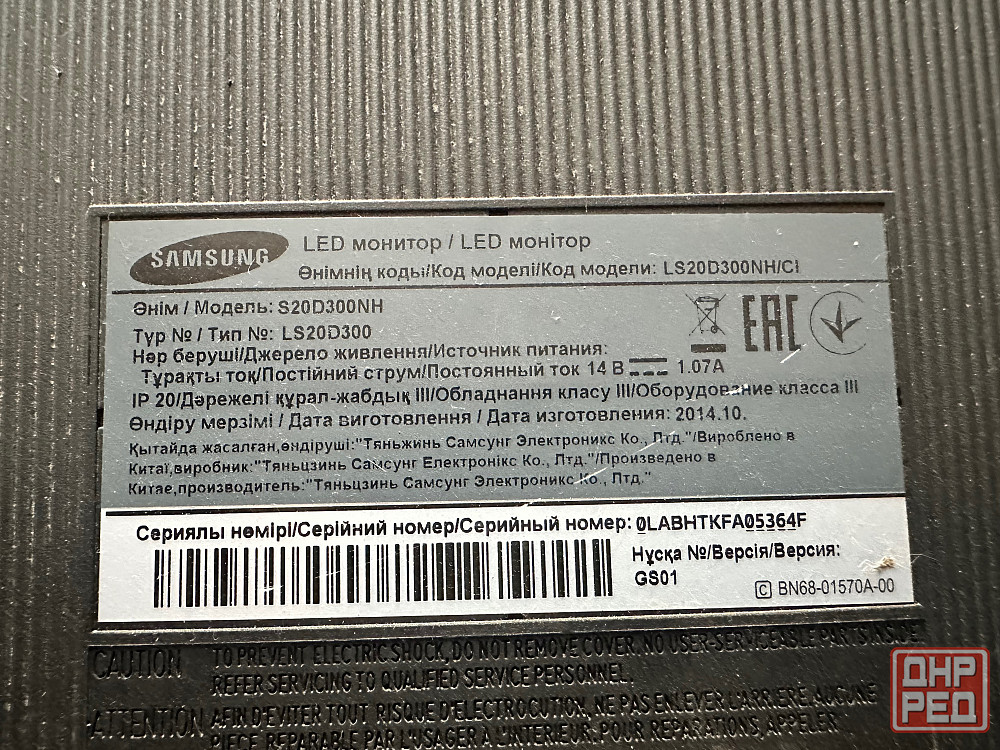 SAMSUNG
LED монитор / LED монітор
Өнімнің коды/Код моделі/Код модели: LS20D300NH/CI
Әнім / Модель: S20D300NH
Түр № / Тип №: LS20D300
Нәр беруші/Джерело живлення/Источник питания:
Тұрақты ток/Постійний струм/Постоянный ток 14 В 1.07А
EAC
IP 20/Дәрежелі құрал-жабдық III/Обладнання класу III/Оборудование класса III
Өндіру мерзімі / Дата виготовлення / Дата изготовления: 2014.10.
Қытайда жасалған,өндіруші:"Тяньжинь Самсунг Электроникс Ко., Лтд."/Вироблено в
Китаї,виробник:"Тяньцзинь Самсунг Електронікс Ко., Лтд."/Произведено в
Китае,производитель:"Тяньцзинь Самсунг Электроникс Ко., Лтд."
Сериялы нөмірі/Серійний номер/Серийный номер: 0LABHTKFA05364F
Нұсқа №/Версія/Версия:
GS01
C BN68-01570A-00
CAUTION TO PREVENT ELECTRIC SHOCK, DO NOT REMOVE COVER. NO USER-SERVICEABLE PARTS INSIDE
REFER SERVICING TO QUALIFIED SERVICE PERSONNEL.
ATTENTION AFIN D'EVITER TOUT RISQUE D'ELECTROCUTION, NE PAS ENLEVER L'ARRIERE, AUCUNE
PIECE REPARABLE PAR L'USAGER A L'INTERIEUR. POUR REPARATIONS, APPELER
ДНР
РЕД